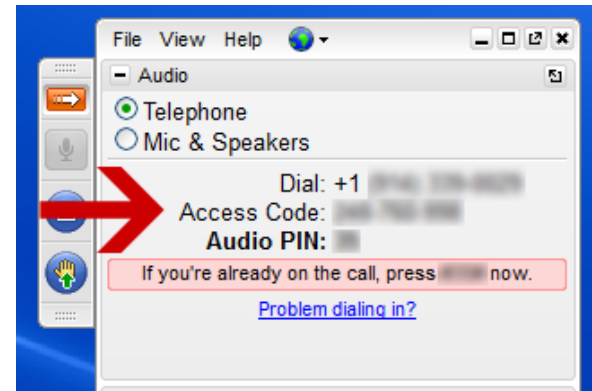 File View Help
Audio
Telephone
Mic & Speakers
Dial: +1
Access Code:
Audio PIN:
If you're already on the call, press now.
Problem dialing in?